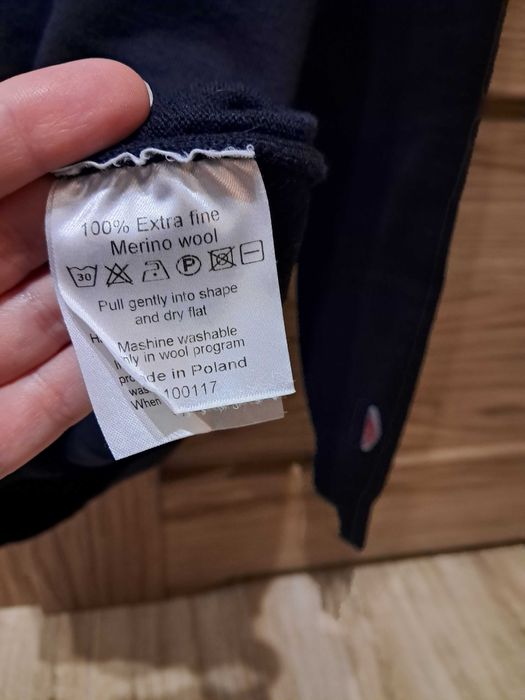 100% Extra fine
Merino wool
30 P
Pull gently into shape
and dry flat
Mashine washable
in wool program
de in Poland
100117
When